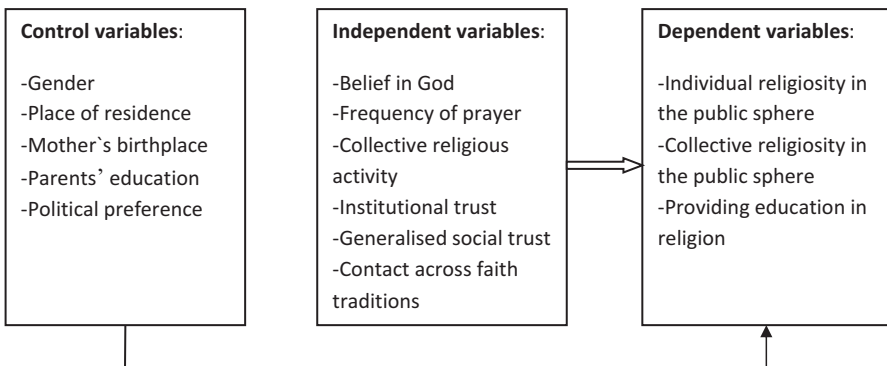 Control variables:
-Gender
-Place of residence
-Mother`s birthplace
-Parents’ education
-Political preference
Independent variables:
-Belief in God
-Frequency of prayer
-Collective religious
activity
-Institutional trust
-Generalised social trust
-Contact across faith
traditions
Dependent variables:
-Individual religiosity in
the public sphere
-Collective religiosity in
the public sphere
-Providing education in
religion